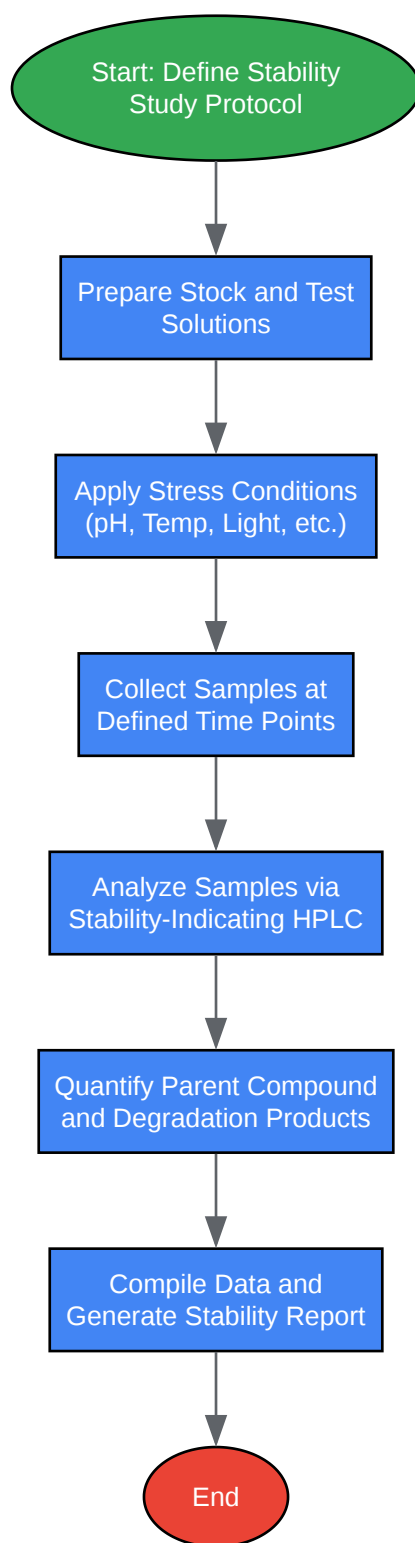 Start: Define Stability
Study Protocol
Prepare Stock and Test
Solutions
Apply Stress Conditions
(pH, Temp, Light, etc.)
Collect Samples at
Defined Time Points
Analyze Samples via
Stability-Indicating HPLC
Quantify Parent Compound
and Degradation Products
Compile Data and
Generate Stability Report
End